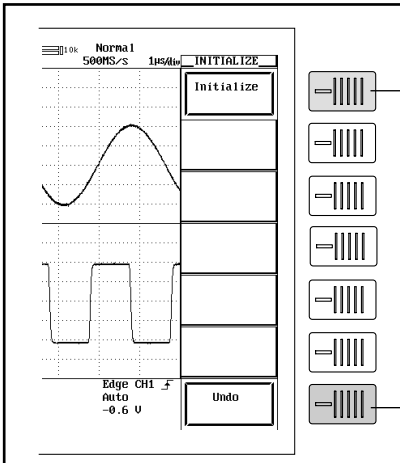 10k Normal
500MS/s 1µs/div INITIALIZE
Initialize
Edge CH1
Auto
-0.6 V
Undo